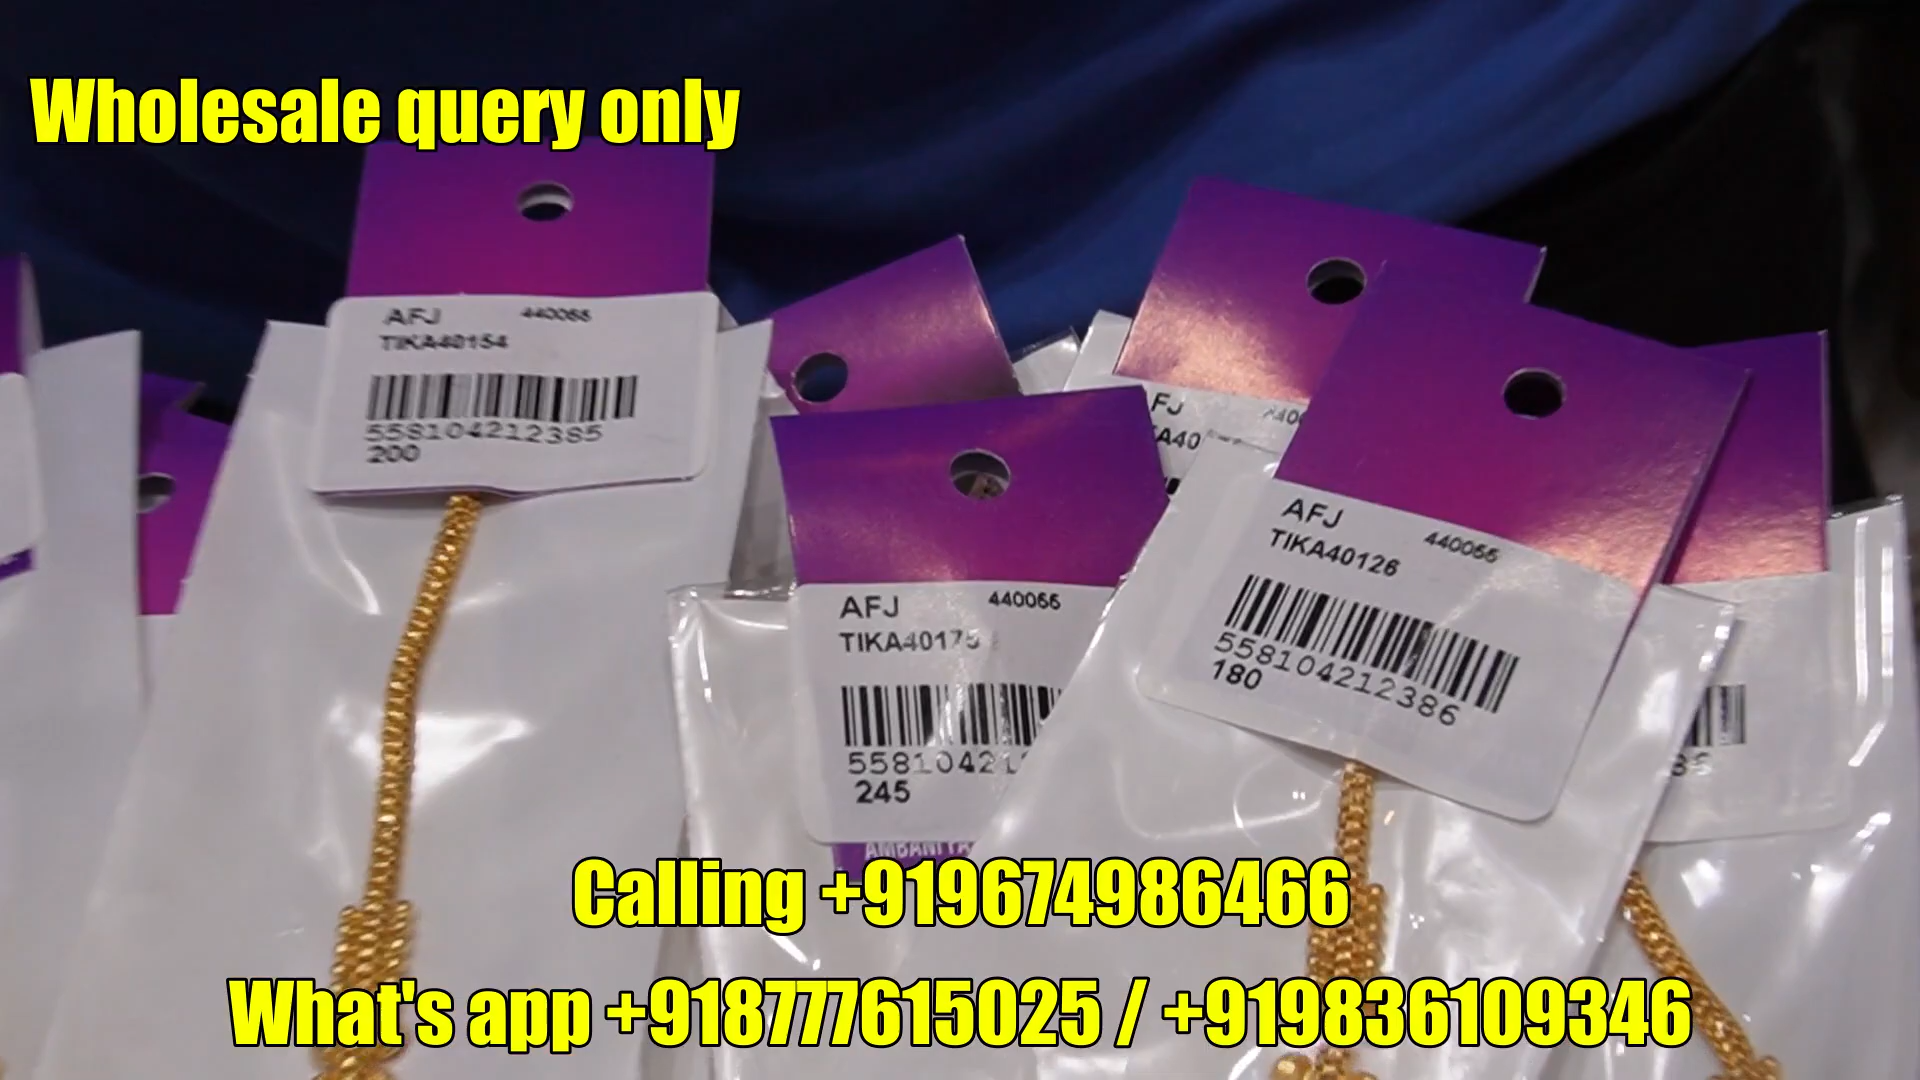 Wholesale query only
AFJ 440055
TIKA40154
558104212385
200
AFJ 440055
245
AFJ 440055
TIKA40126
558104212386
180
Calling +919674986466
What's app +918777615025 / +919836109346